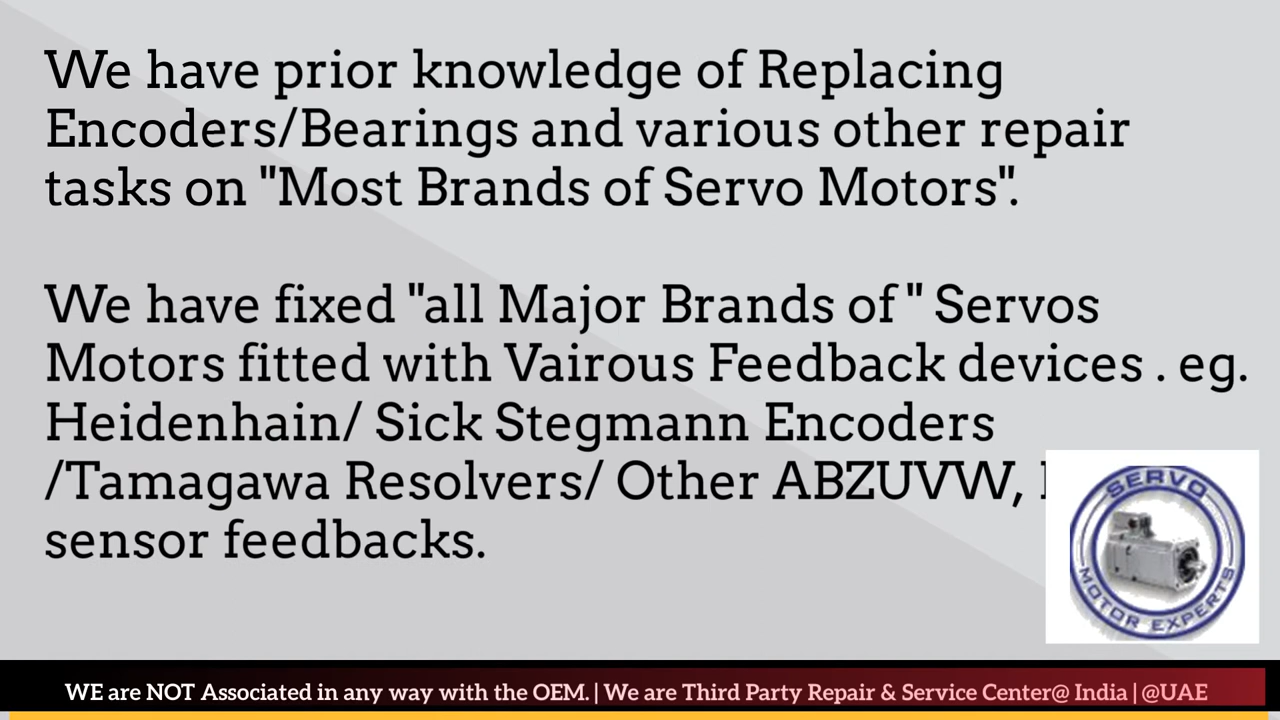 We have prior knowledge of Replacing
Encoders/Bearings and various other repair
tasks on "Most Brands of Servo Motors".
We have fixed "all Major Brands of " Servos
Motors fitted with Vairous Feedback devices . eg.
Heidenhain/ Sick Stegmann Encoders
/Tamagawa Resolvers/ Other ABZUVW,
sensor feedbacks.
SERVO
MOTOR EXPERTS
WE are NOT Associated in any way with the OEM. | We are Third Party Repair & Service Center@ India | @UAE